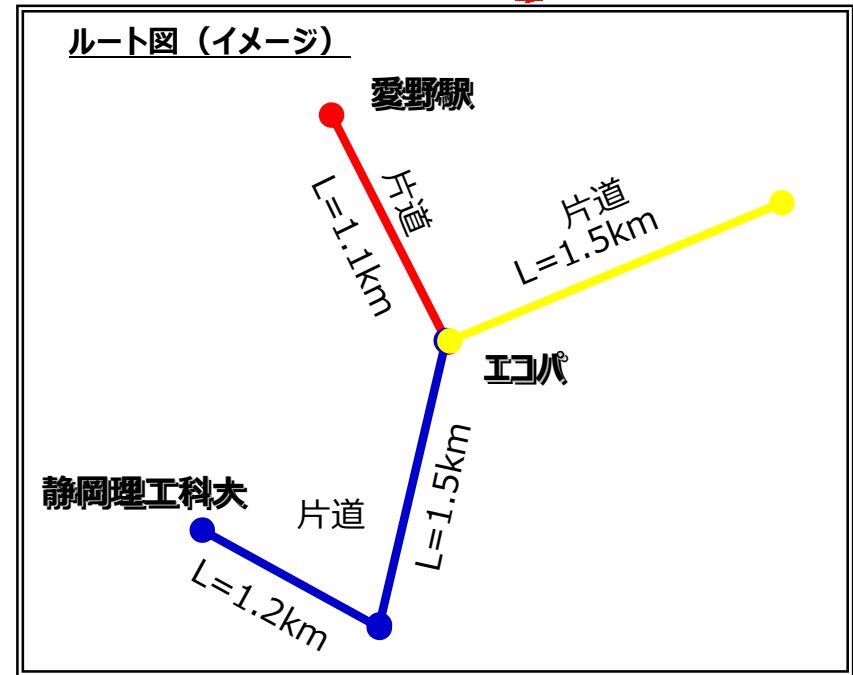 ルート図（イメージ）
愛野駅
片道
L=1.1km
片道
L=1.5km
エコパ
静岡理工科大
片道
L=1.5km
L=1.2km